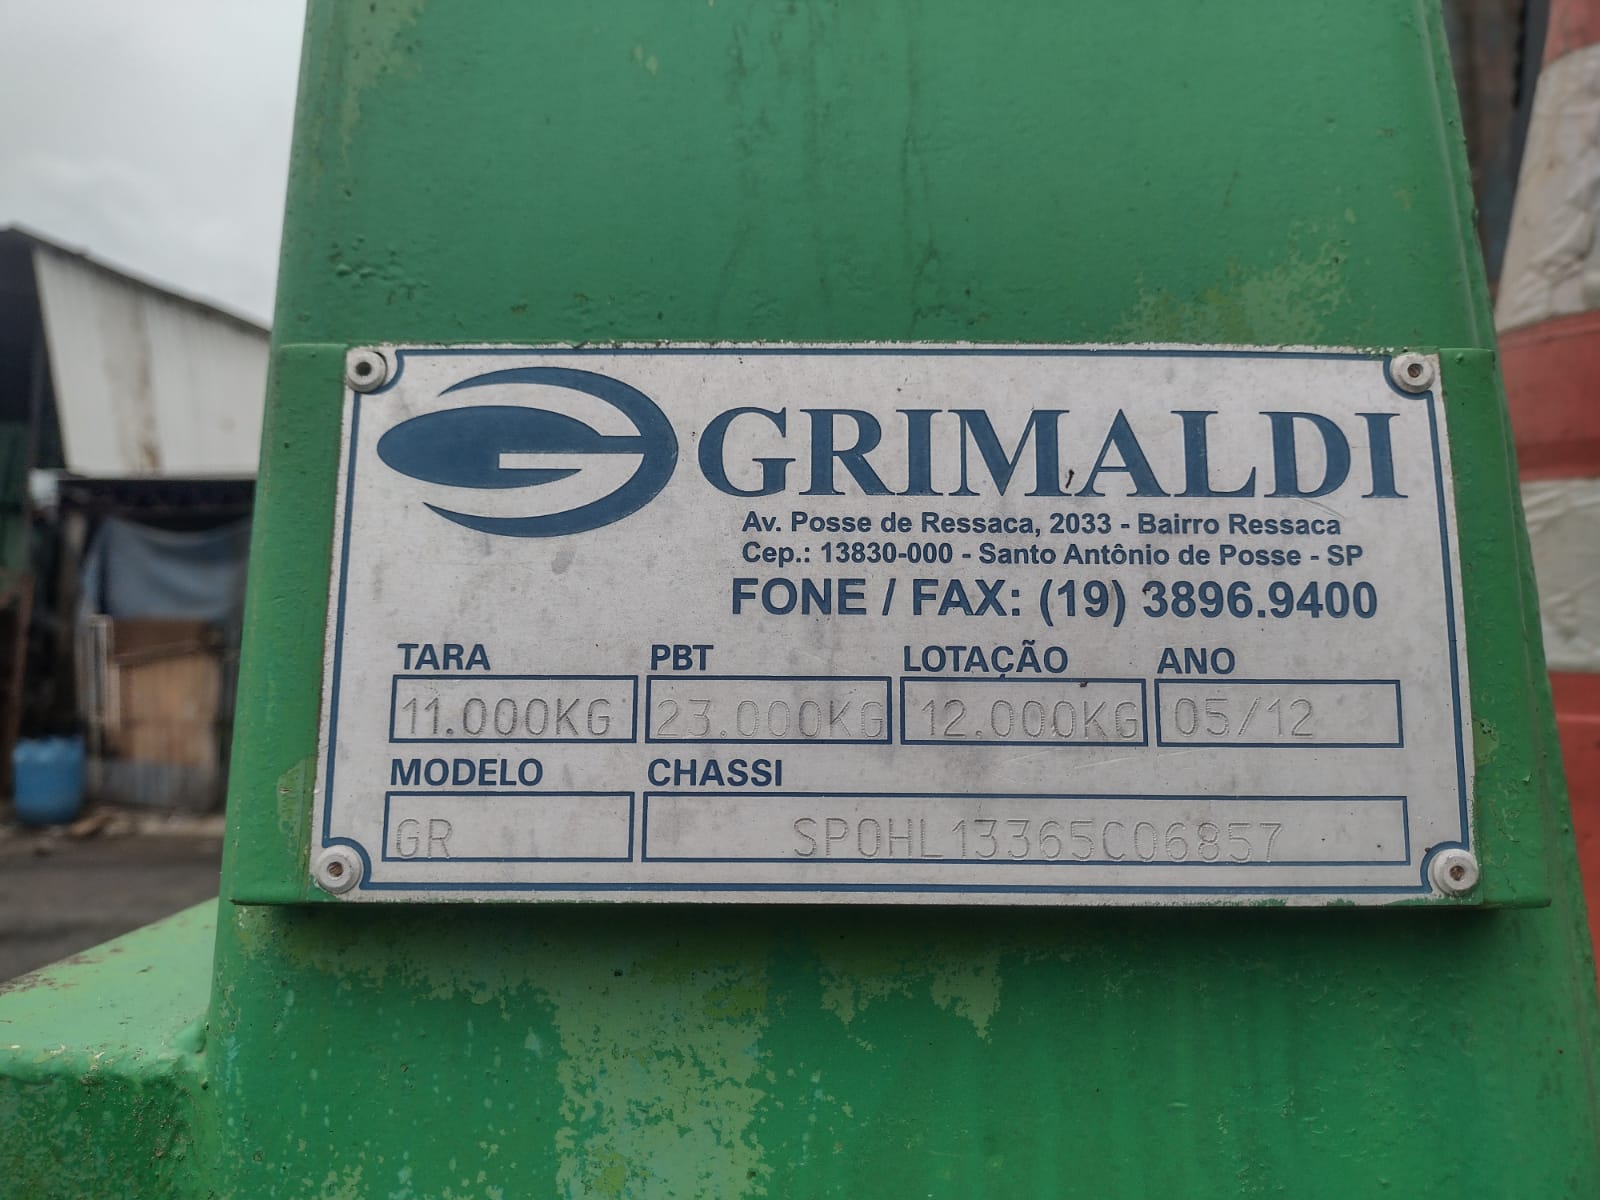 GRIMALDI
Av. Posse de Ressaca, 2033 - Bairro Ressaca
Cep.: 13830-000 - Santo Antônio de Posse - SP
FONE / FAX: (19) 3896.9400
TARA PBT LOTAÇÃO ANO
11.000KG 23.000KG 12.000KG 05/12
MODELO CHASSI
GR SP0HL13365C06857